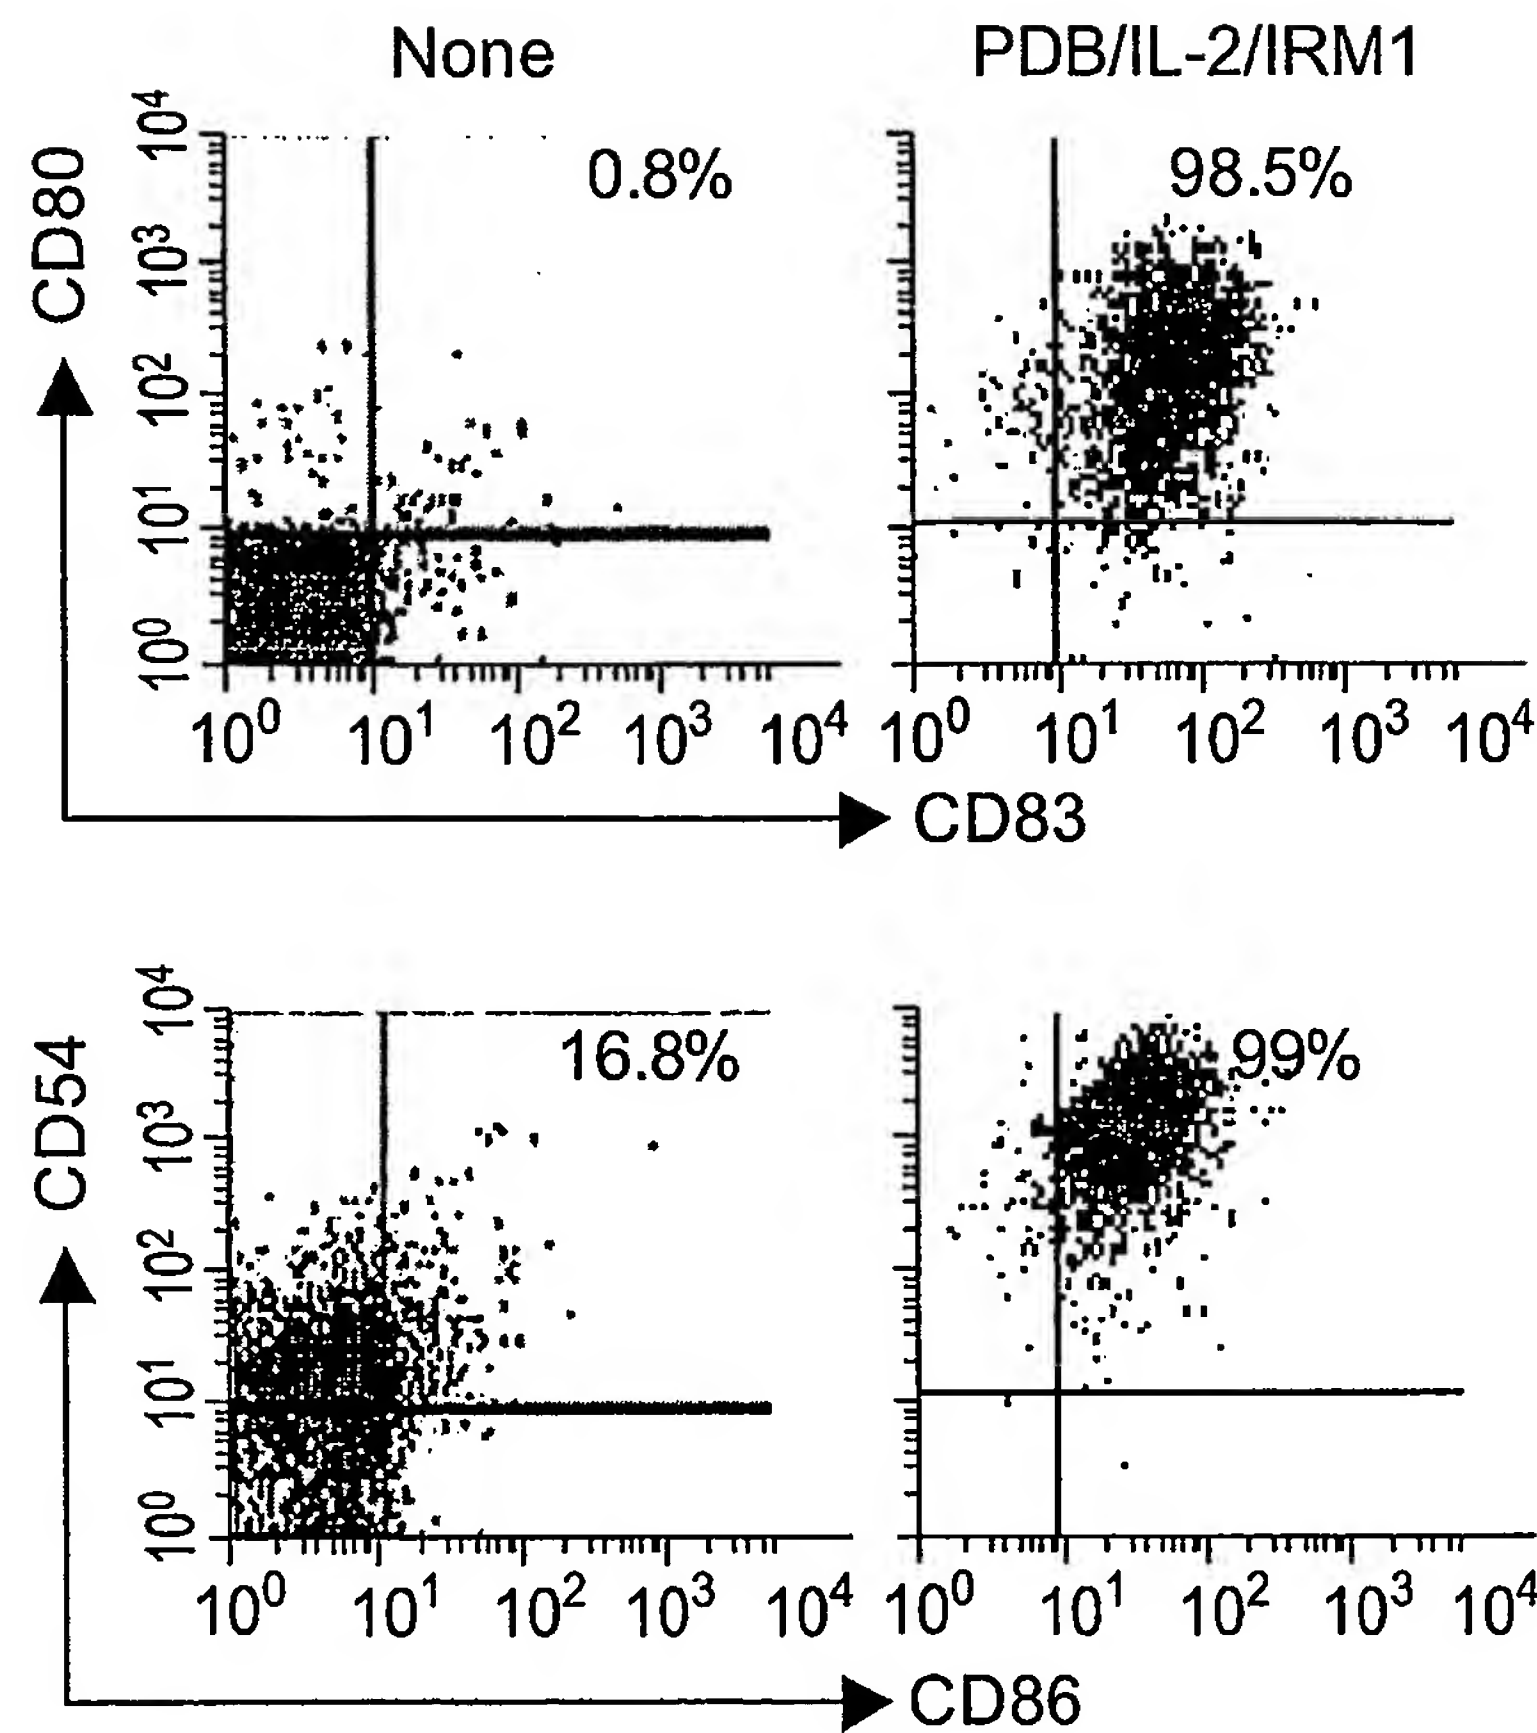 None PDB/IL-2/IRM1
CD80
10⁴
10³
10²
10¹
10⁰
0.8% 98.5%
10⁰ 10¹ 10² 10³ 10⁴ 10⁰ 10¹ 10² 10³ 10⁴
CD83
CD54
10⁴
10³
10²
10¹
10⁰
16.8% 99%
10⁰ 10¹ 10² 10³ 10⁴ 10⁰ 10¹ 10² 10³ 10⁴
CD86